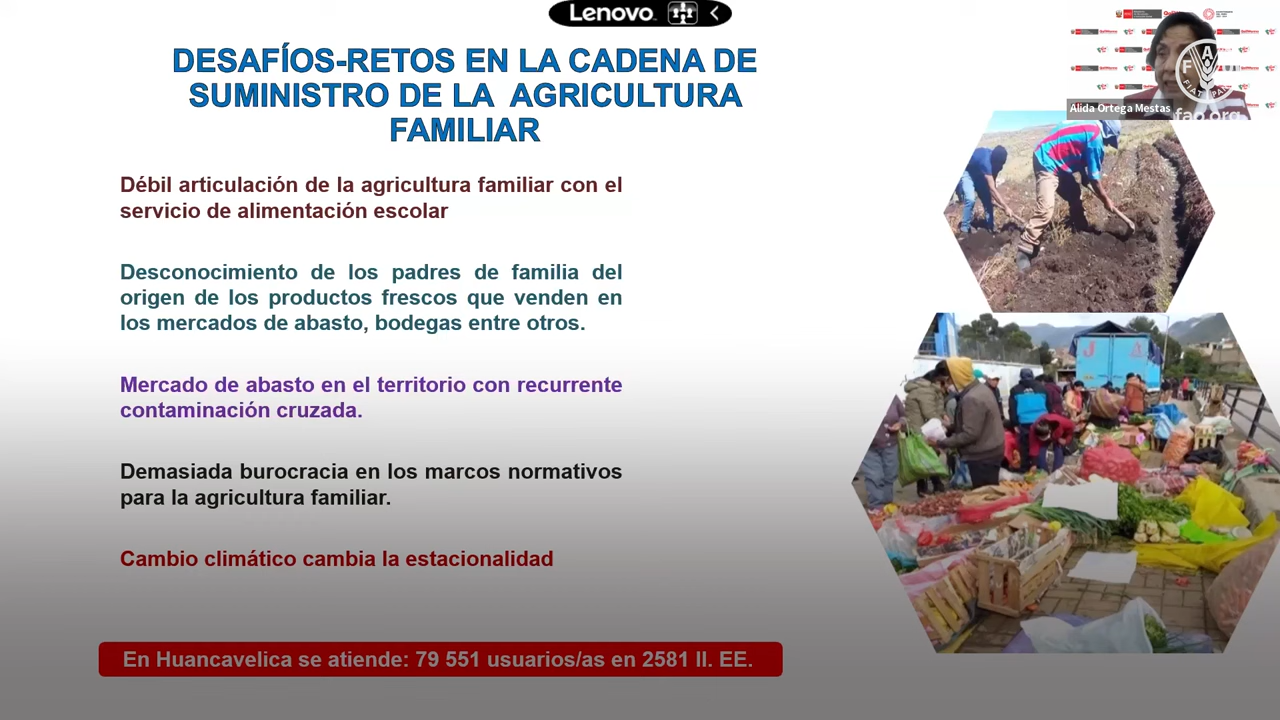 Lenovo
DESAFÍOS-RETOS EN LA CADENA DE
SUMINISTRO DE LA AGRICULTURA
FAMILIAR
Débil articulación de la agricultura familiar con el
servicio de alimentación escolar
Desconocimiento de los padres de familia del
origen de los productos frescos que venden en
los mercados de abasto, bodegas entre otros.
Mercado de abasto en el territorio con recurrente
contaminación cruzada.
Demasiada burocracia en los marcos normativos
para la agricultura familiar.
Cambio climático cambia la estacionalidad
En Huancavelica se atiende: 79 551 usuarios/as en 2581 II. EE.
Alida Ortega Mestas
FIAT PANIS
fao.org